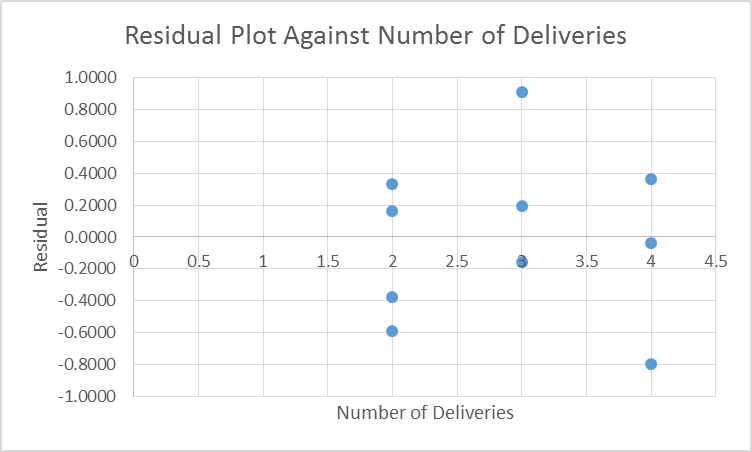 Residual Plot Against Number of Deliveries
1.0000
0.8000
0.6000
0.4000
0.2000
0.0000
-0.2000
-0.4000
-0.6000
-0.8000
-1.0000
Residual
0 0.5 1 1.5 2 2.5 3 3.5 4 4.5
Number of Deliveries